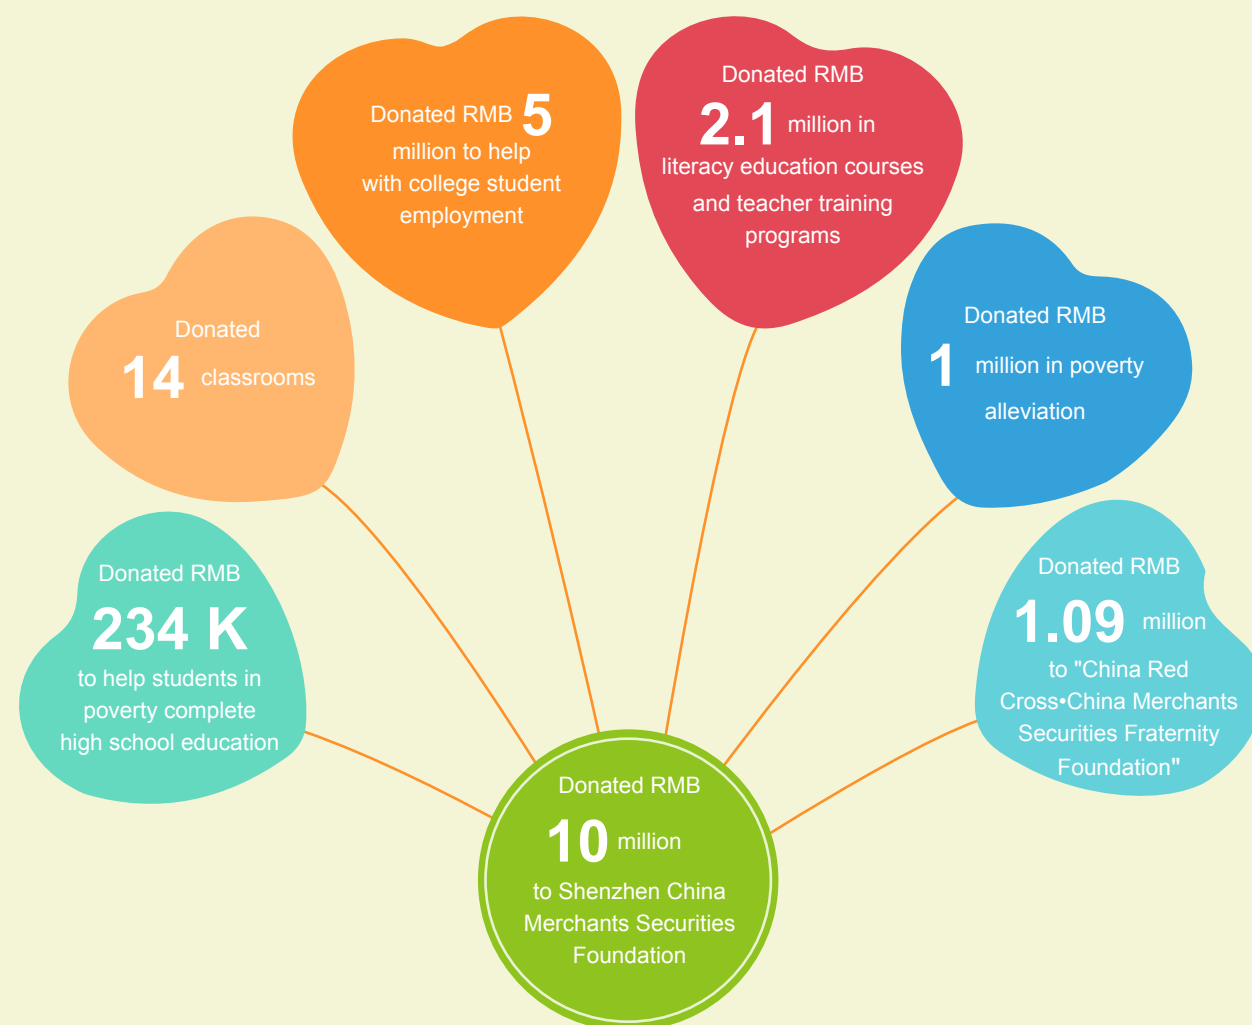 Donated RMB 5
million to help
with college student
employment
Donated RMB
2.1 million in
literacy education courses
and teacher training
programs
Donated
14 classrooms
Donated RMB
1 million in poverty
alleviation
Donated RMB
234 K
to help students in
poverty complete
high school education
Donated RMB
1.09 million
to "China Red
Cross•China Merchants
Securities Fraternity
Foundation"
Donated RMB
10 million
to Shenzhen China
Merchants Securities
Foundation